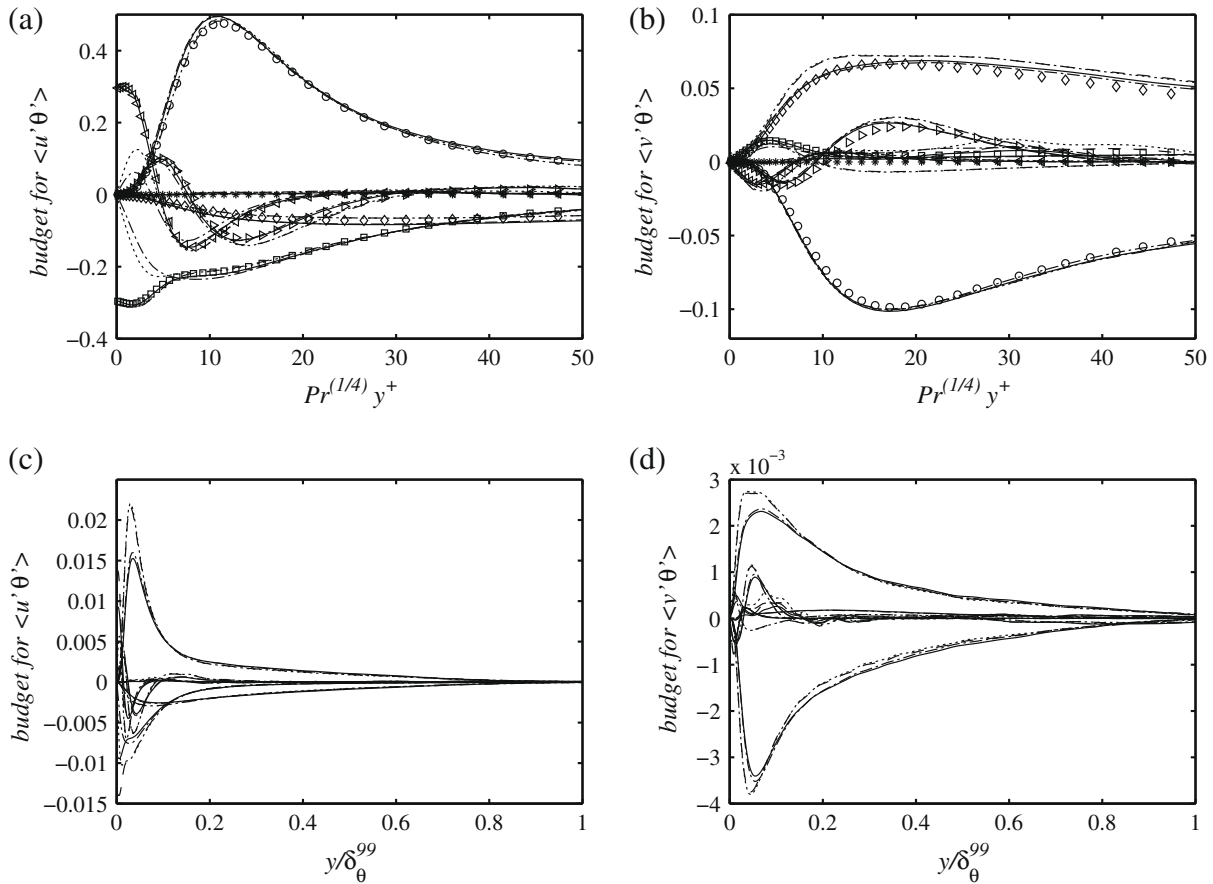 (a)
0.4
0.2
0
−0.2
−0.4
budget for <u'θ'>
0 10 20 30 40 50
Pr^(1/4) y^+
(b)
0.1
0.05
0
−0.05
−0.1
budget for <v'θ'>
0 10 20 30 40 50
Pr^(1/4) y^+
(c)
0.02
0.015
0.01
0.005
0
−0.005
−0.01
−0.015
budget for <u'θ'>
0 0.2 0.4 0.6 0.8 1
y/δ_θ^99
(d)
x 10^−3
3
2
1
0
−1
−2
−3
−4
budget for <v'θ'>
0 0.2 0.4 0.6 0.8 1
y/δ_θ^99